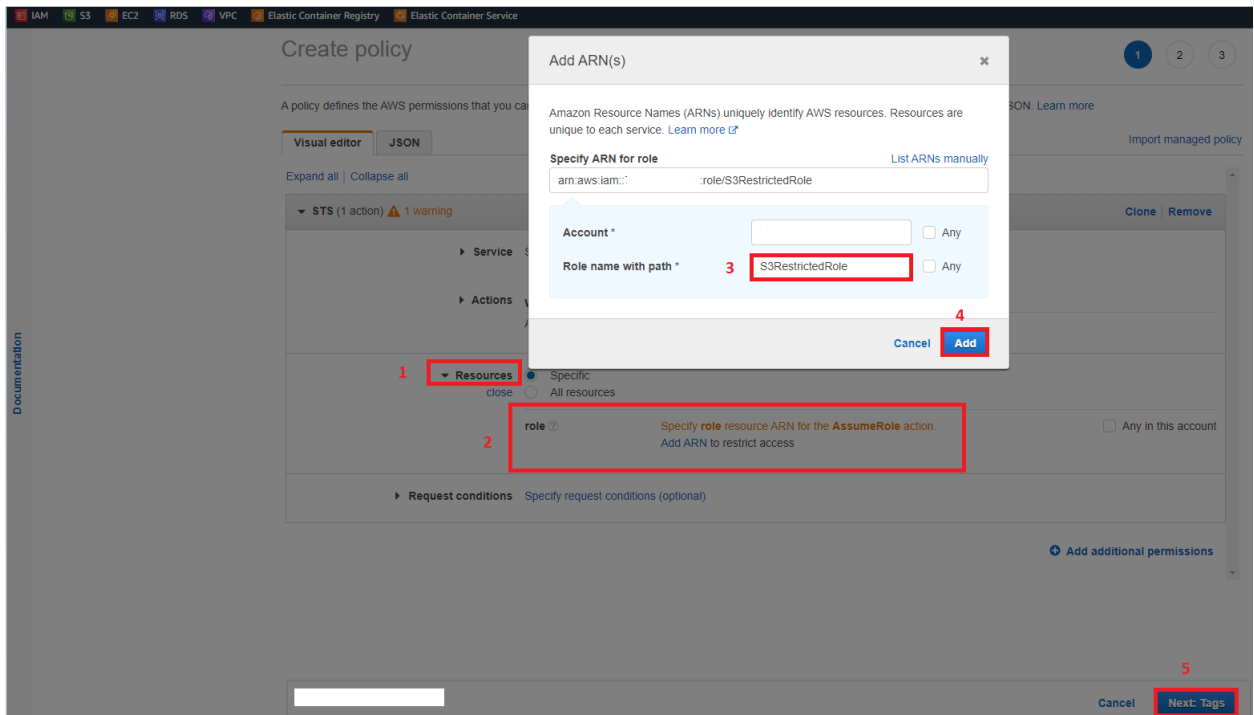 IAM S3 EC2 RDS VPC Elastic Container Registry Elastic Container Service
Create policy
1 2 3
A policy defines the AWS permissions that you ca
SON. Learn more
Visual editor JSON
Import managed policy
Expand all | Collapse all
STS (1 action) 1 warning
Clone | Remove
Service
Actions
Documentation
Add ARN(s)
Amazon Resource Names (ARNs) uniquely identify AWS resources. Resources are
unique to each service. Learn more
Specify ARN for role List ARNs manually
arn:aws:iam:: :role/S3RestrictedRole
Account * Any
Role name with path * 3 S3RestrictedRole Any
4
Cancel Add
1 Resources Specific
close All resources
2
role Specify role resource ARN for the AssumeRole action. Any in this account
Add ARN to restrict access
Request conditions Specify request conditions (optional)
Add additional permissions
5
Cancel Next: Tags